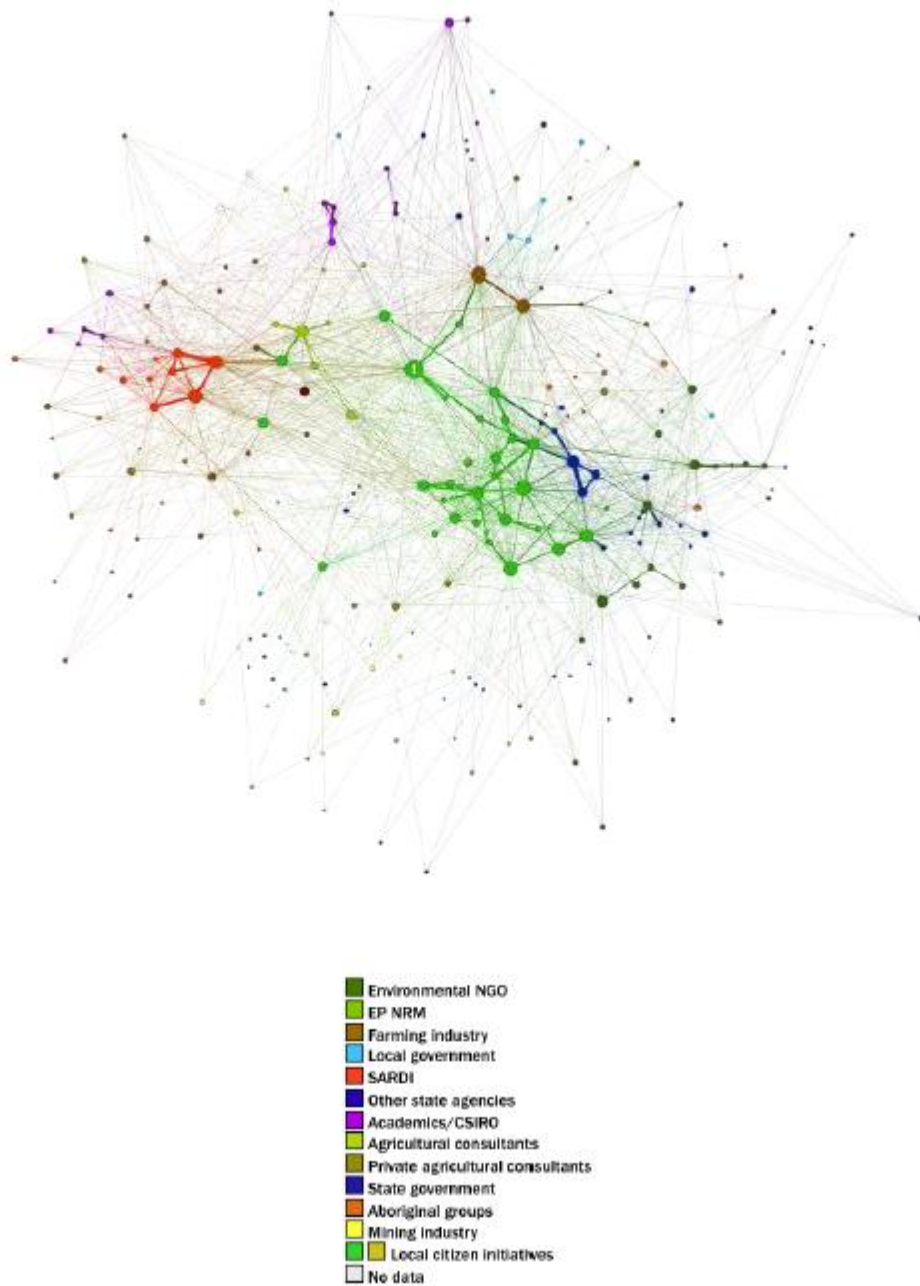 Environmental NGO
EP NRM
Farming industry
Local government
SARDI
Other state agencies
Academics/CSIRO
Agricultural consultants
Private agricultural consultants
State government
Aboriginal groups
Mining industry
Local citizen initiatives
No data